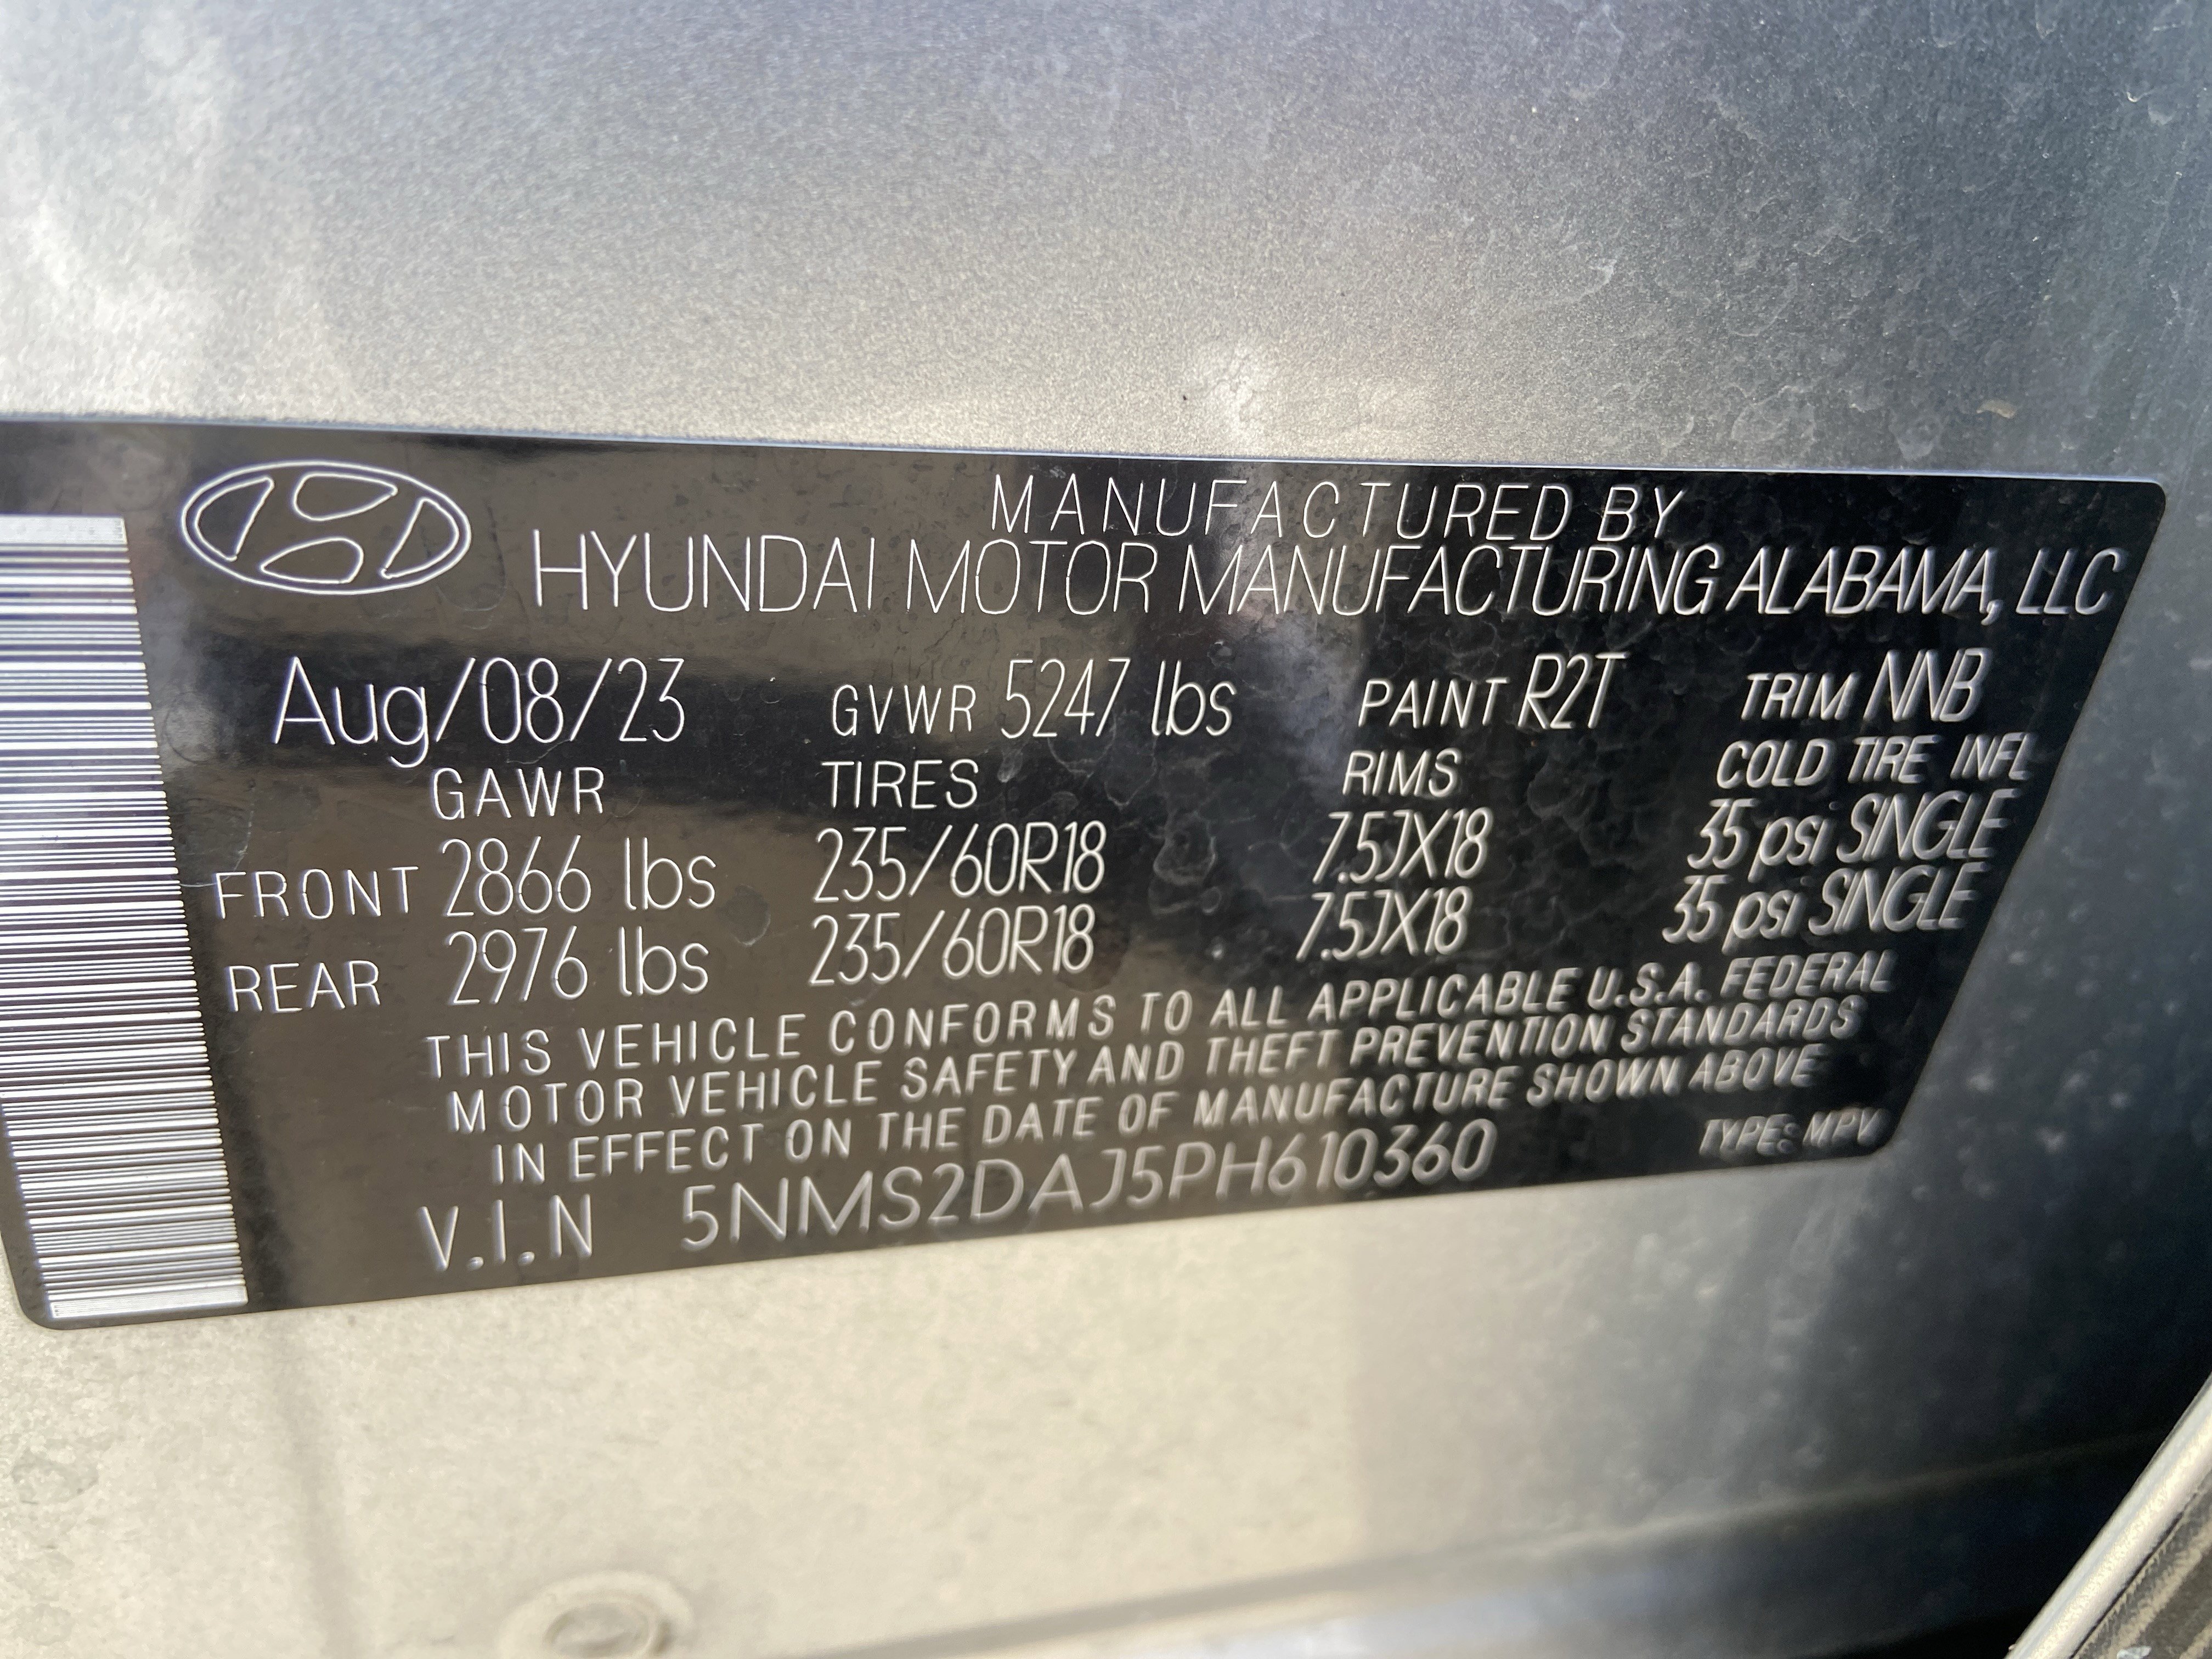 MANUFACTURED BY
HYUNDAI MOTOR MANUFACTURING ALABAMA, LLC
Aug/08/23 GVWR 5247 lbs PAINT R2T TRIM NNB
GAWR TIRES RIMS COLD TIRE INFL
FRONT 2866 lbs 235/60R18 7.5JX18 35 psi SINGLE
REAR 2976 lbs 235/60R18 7.5JX18 35 psi SINGLE
THIS VEHICLE CONFORMS TO ALL APPLICABLE U.S.A. FEDERAL
MOTOR VEHICLE SAFETY AND THEFT PREVENTION STANDARDS
IN EFFECT ON THE DATE OF MANUFACTURE SHOWN ABOVE
V.I.N 5NMS2DAJ5PH610360 TYPE: MPV